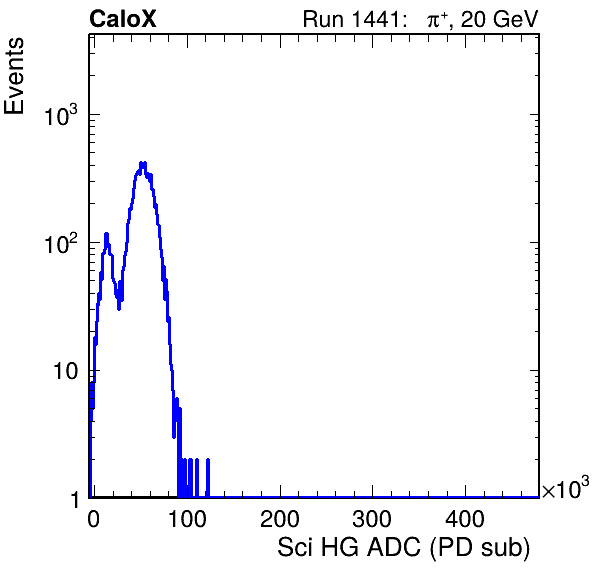 CaloX Run 1441: π⁺, 20 GeV
Events
10³
10²
10
1
0 100 200 300 400 ×10³
Sci HG ADC (PD sub)